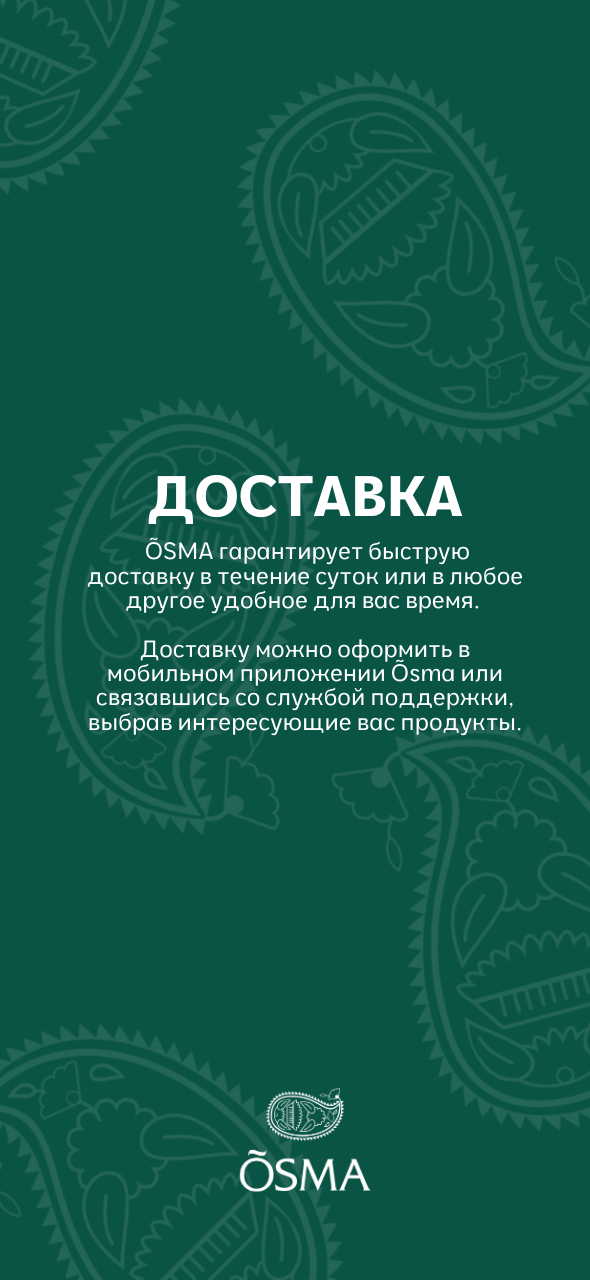 ДОСТАВКА
ÕSMA гарантирует быструю
доставку в течение суток или в любое
другое удобное для вас время.
Доставку можно оформить в
мобильном приложении Õsma или
связавшись со службой поддержки,
выбрав интересующие вас продукты.
ÕSMA